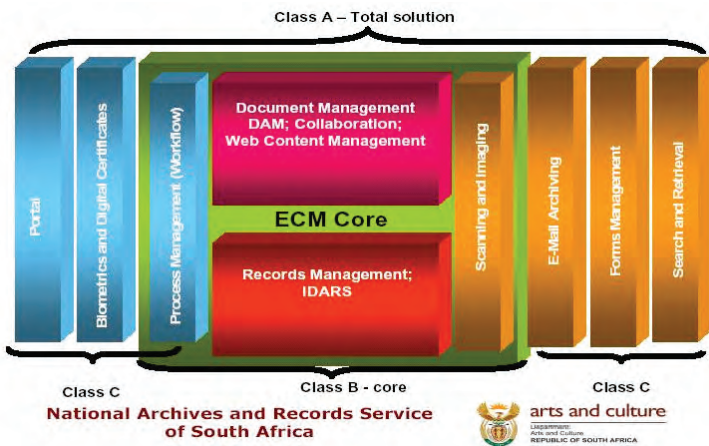 Class A – Total solution
Portal
Biometrics and Digital Certificates
Process Management (Workflow)
Document Management
DAM; Collaboration;
Web Content Management
ECM Core
Records Management;
IDARS
Scanning and Imaging
E-Mail Archiving
Forms Management
Search and Retrieval
Class C
Class B - core
Class C
National Archives and Records Service
of South Africa
arts and culture
Department:
Arts and Culture
REPUBLIC OF SOUTH AFRICA